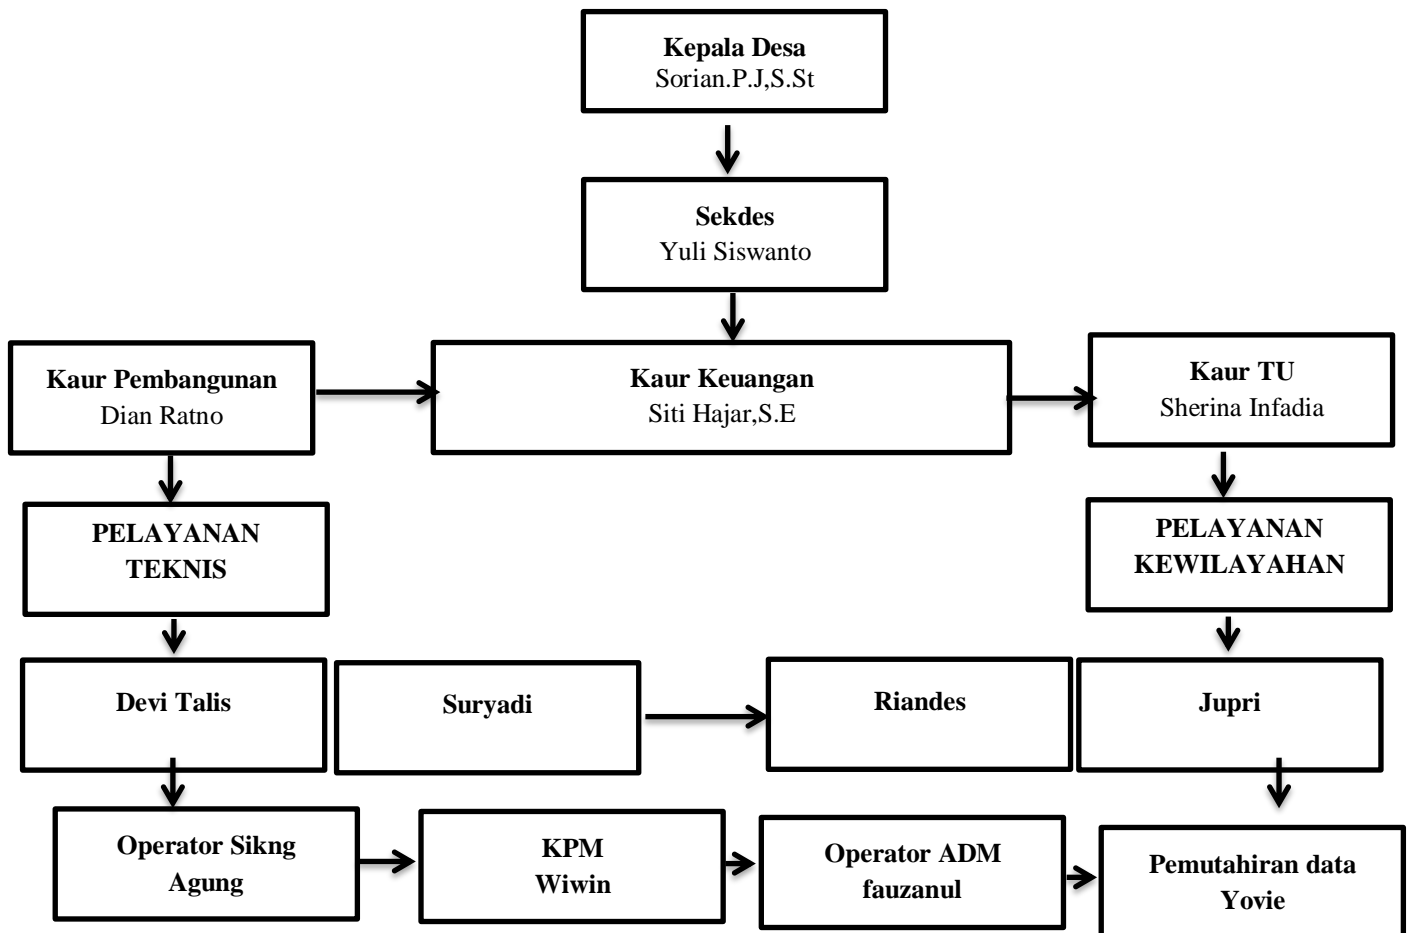 Kepala Desa
Sorian.P.J,S.St
Sekdes
Yuli Siswanto
Kaur Pembangunan
Dian Ratno
Kaur Keuangan
Siti Hajar,S.E
Kaur TU
Sherina Infadia
PELAYANAN
TEKNIS
PELAYANAN
KEWILAYAHAN
Devi Talis
Suryadi
Riandes
Jupri
Operator Sikng
Agung
KPM
Wiwin
Operator ADM
fauzanul
Pemutahiran data
Yovie